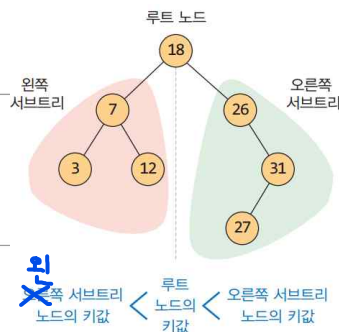 루트 노드
18
왼쪽
서브트리
오른쪽
서브트리
7
26
3
12
31
27
왼
오른쪽 서브트리
노드의 키값
<
루트
노드의
키값
<
오른쪽 서브트리
노드의 키값